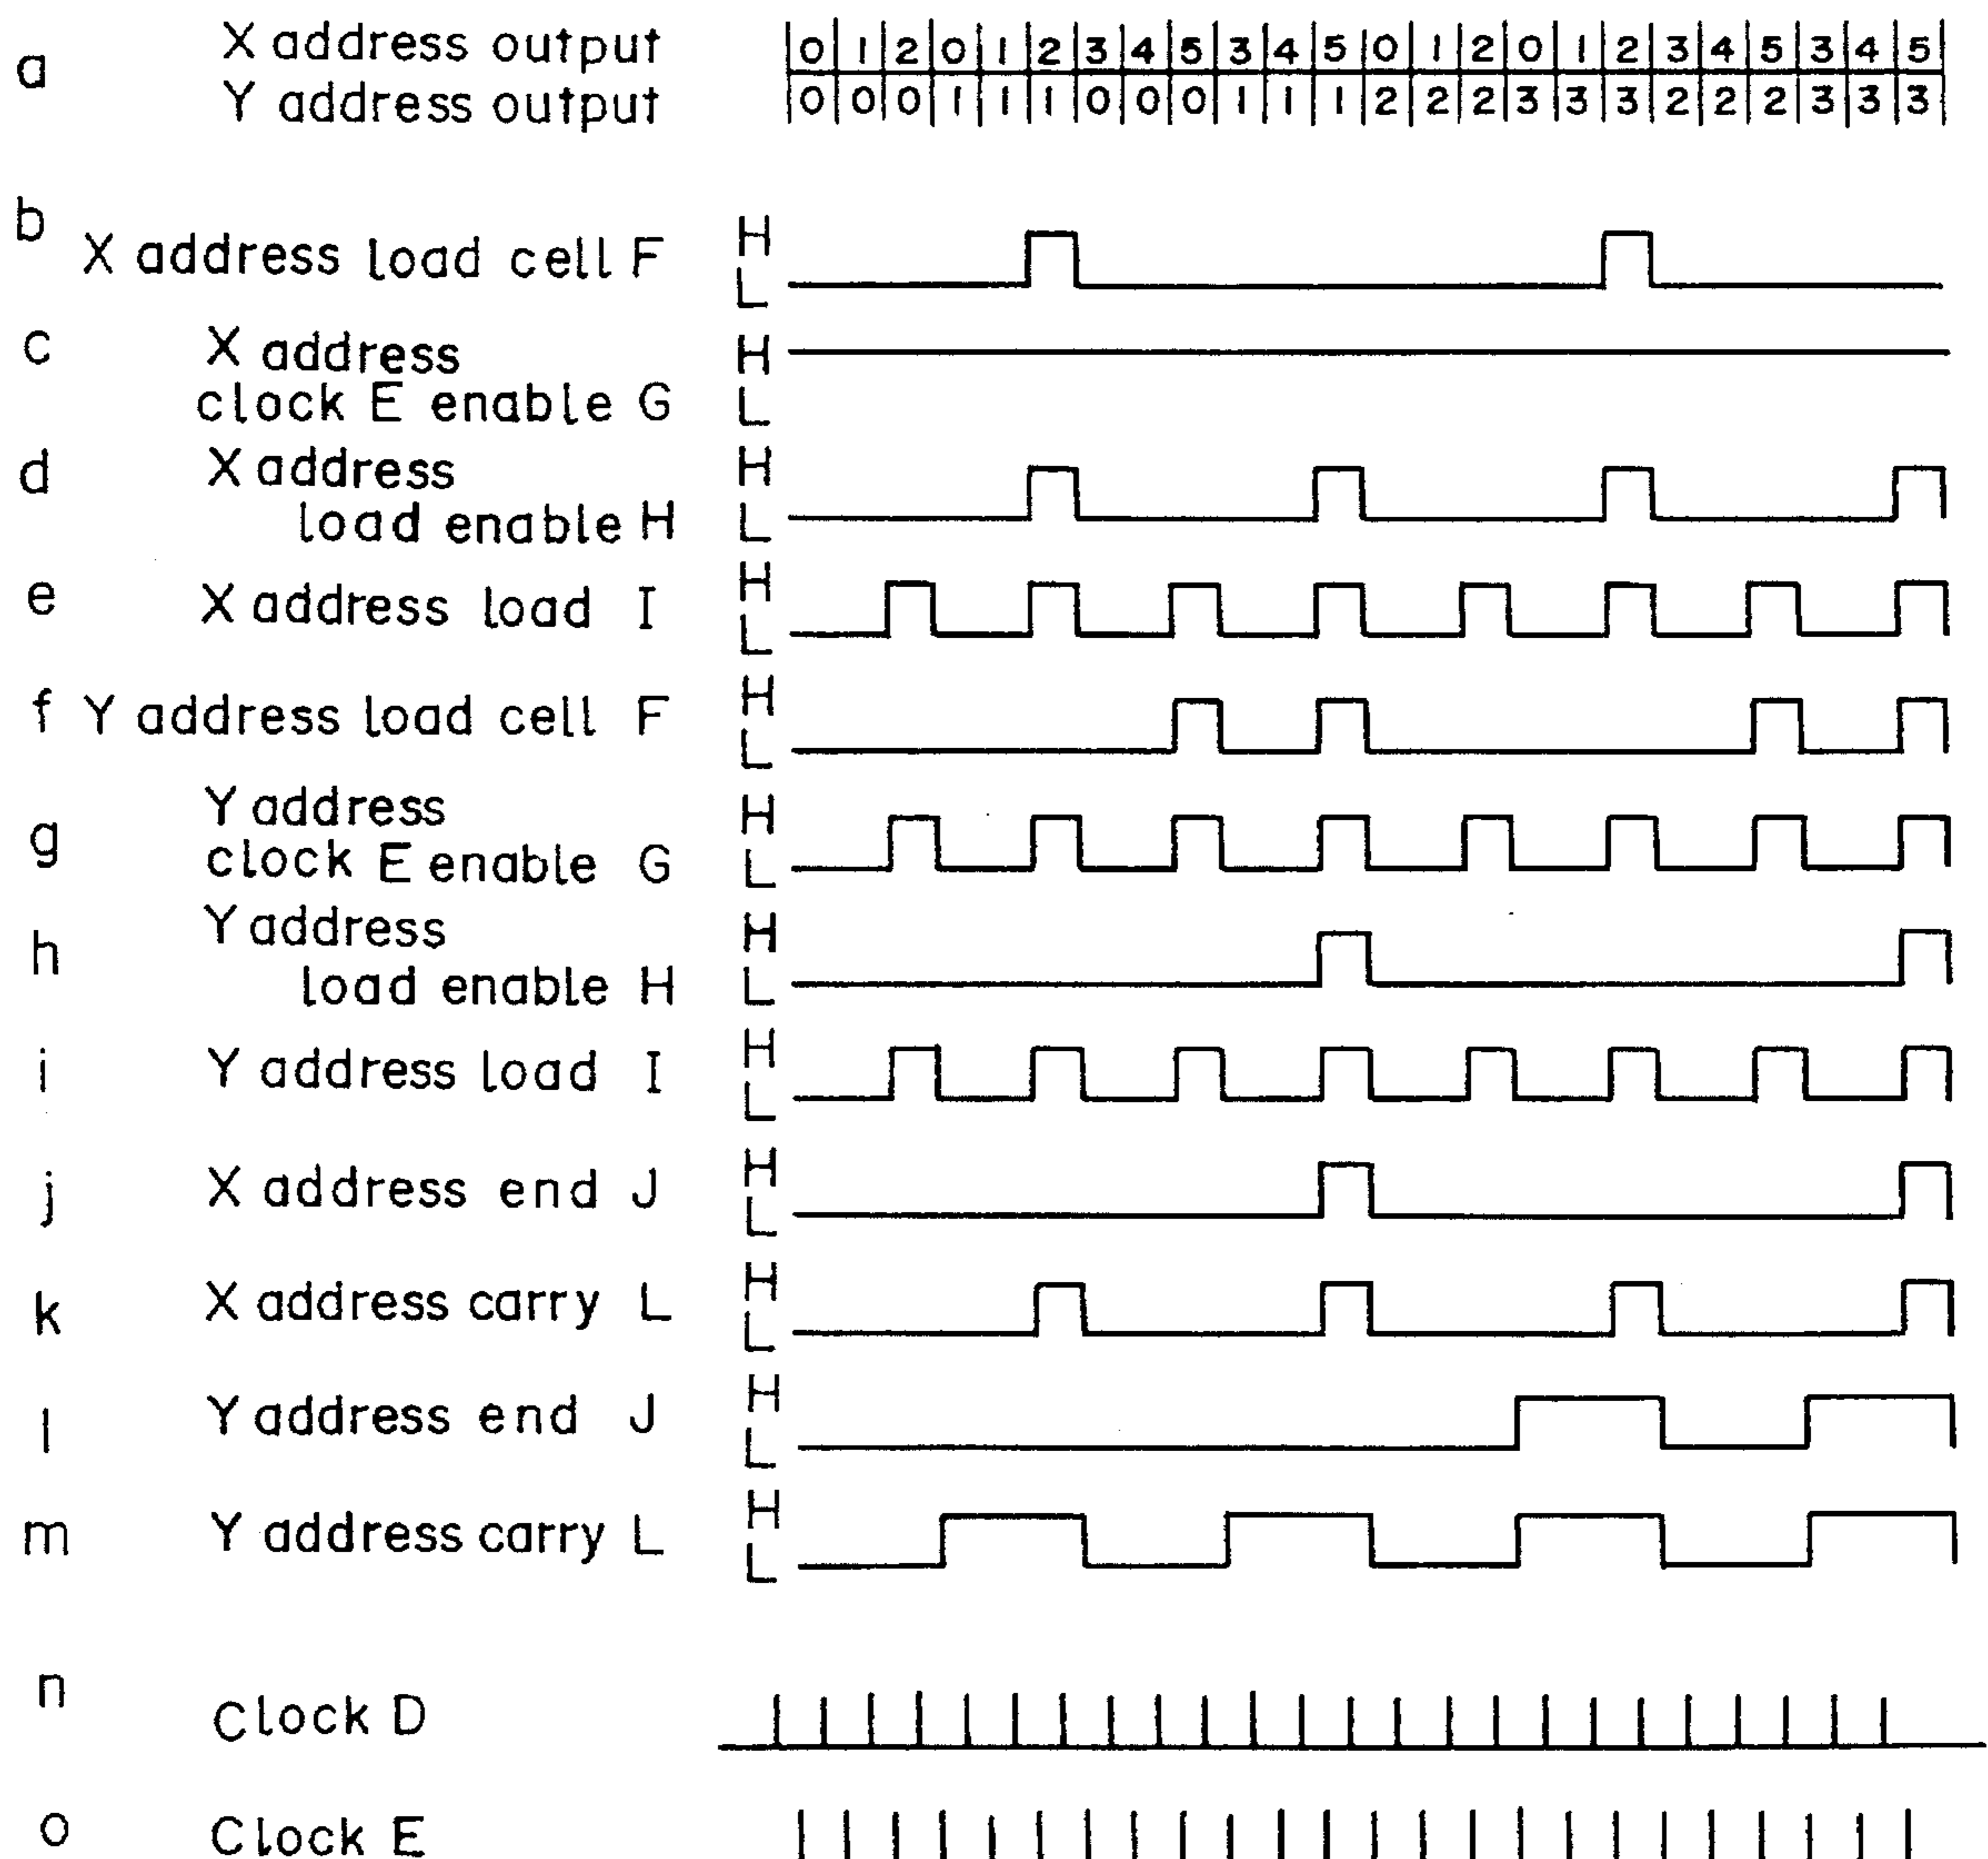 a
X address output
0 1 2 0 1 2 3 4 5 3 4 5 0 1 2 0 1 2 3 4 5 3 4 5
Y address output
0 0 0 1 1 1 0 0 0 1 1 1 2 2 2 3 3 3 2 2 2 3 3 3
b
X address load cell F
H
L
c
X address
clock E enable G
H
L
d
X address
load enable H
H
L
e
X address load I
H
L
f
Y address load cell F
H
L
g
Y address
clock E enable G
H
L
h
Y address
load enable H
H
L
i
Y address load I
H
L
j
X address end J
H
L
k
X address carry L
H
L
l
Y address end J
H
L
m
Y address carry L
H
L
n
Clock D
o
Clock E